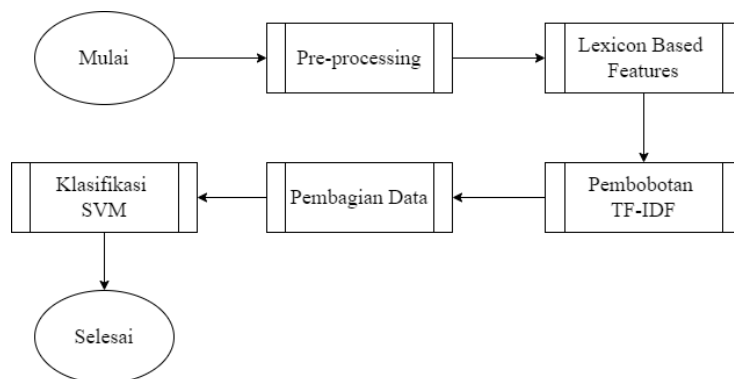 Mulai
Pre-processing
Lexicon Based
Features
Pembobotan
TF-IDF
Pembagian Data
Klasifikasi
SVM
Selesai